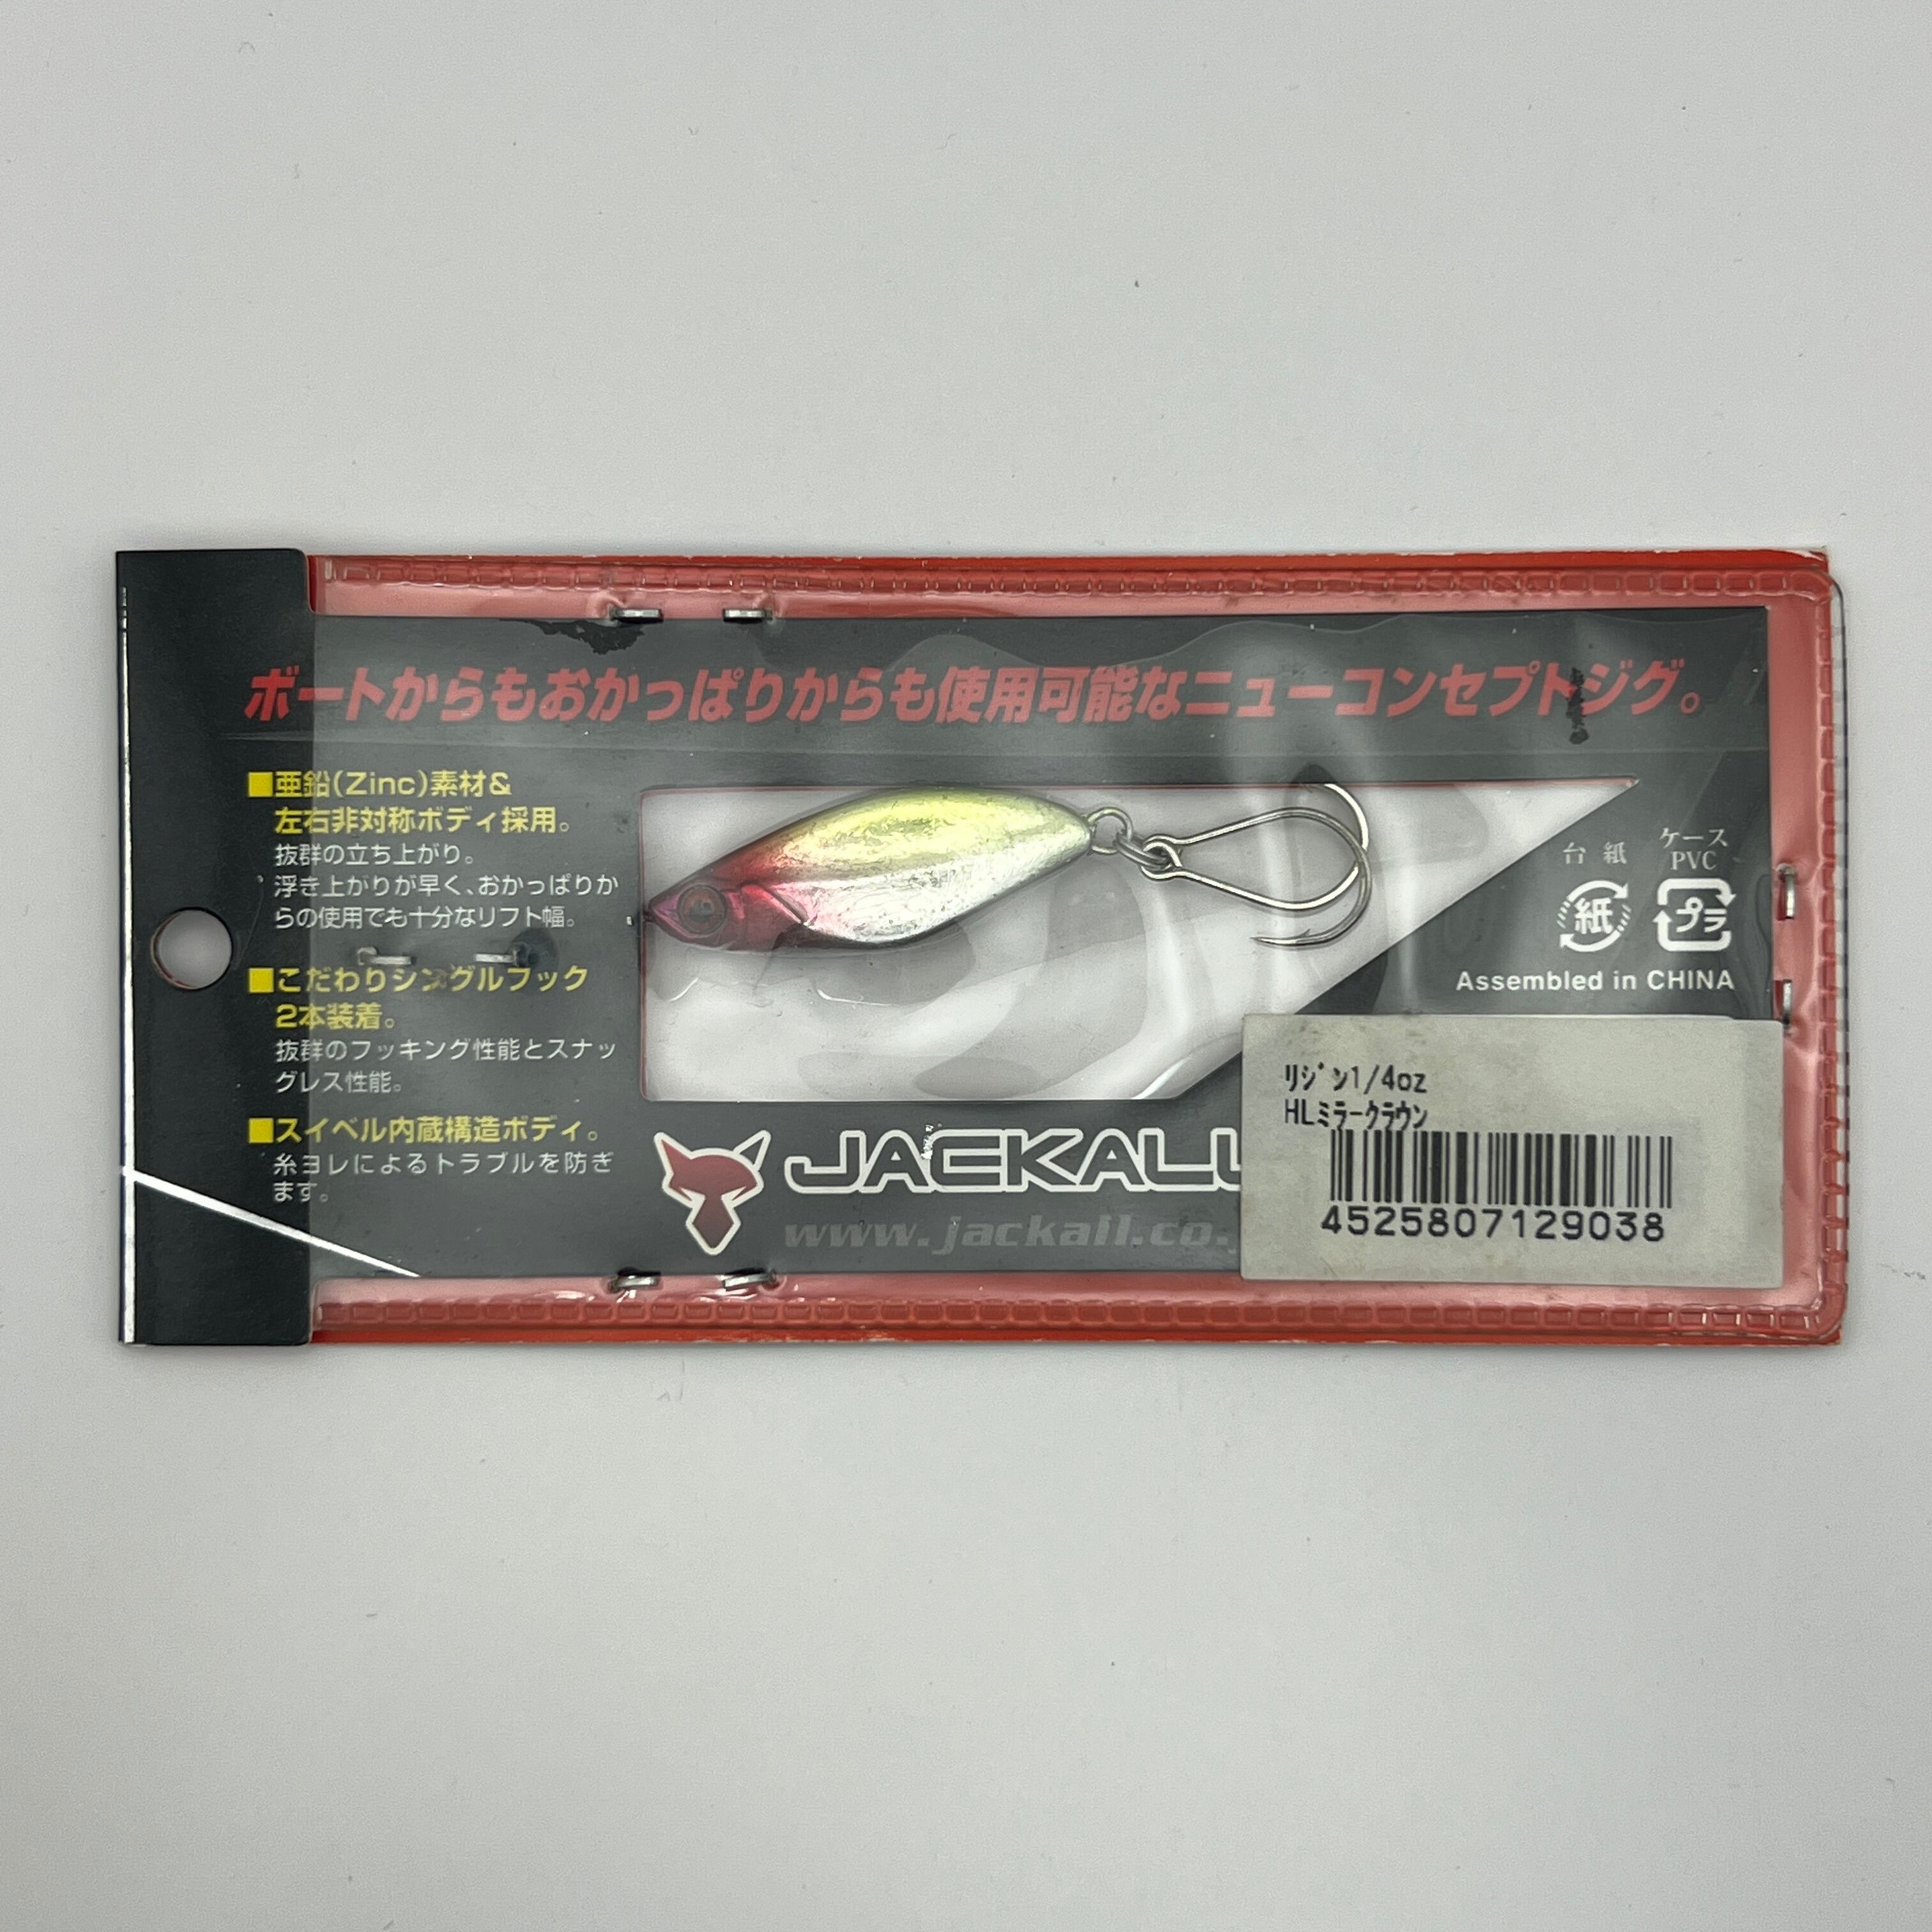 ボートからもおかっぱりからも使用可能なニューコンセプトジグ。
■亜鉛(Zinc)素材&
左右非対称ボディ採用。
抜群の立ち上がり。
浮き上がりが早く、おかっぱりか
らの使用でも十分なリフト幅。
■こだわりシングルフック
2本装着。
抜群のフッキング性能とスナッ
グレス性能。
■スイベル内蔵構造ボディ。
糸ヨレによるトラブルを防ぎ
ます。
台紙
紙
ケース
PVC
プラ
Assembled in CHINA
JACKALL
www.jackall.co.
リジン1/4oz
HLミラークラウン
4525807129038